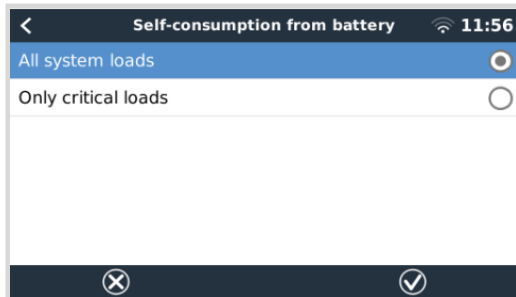 Self-consumption from battery 11:56
All system loads
Only critical loads